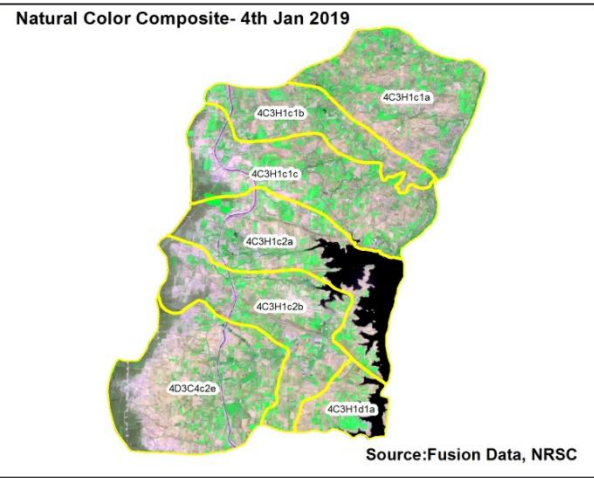 Natural Color Composite- 4th Jan 2019
4C3H1c1a
4C3H1c1b
4C3H1c1c
4C3H1c2a
4C3H1c2b
4D3C4c2e
4C3H1d1a
Source:Fusion Data, NRSC